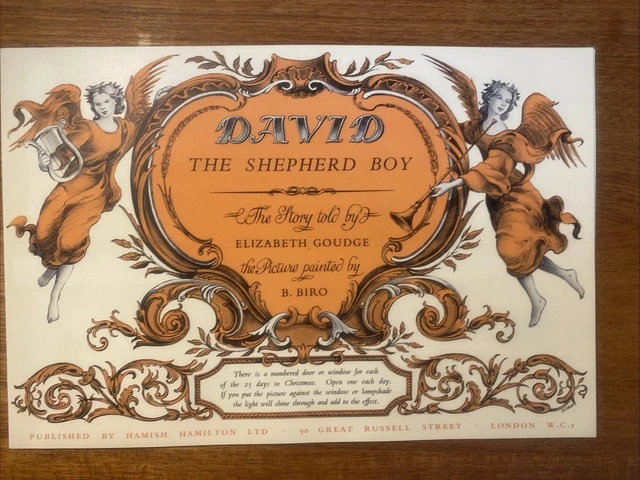 DAVID
THE SHEPHERD BOY
The Story told by
ELIZABETH GOUDGE
the Picture painted by
B. BIRO
There is a numbered door or window for each
of the 25 days to Christmas. Open one each day.
If you put the picture against the window or lampshade
the light will shine through and add to the effect.
PUBLISHED BY HAMISH HAMILTON LTD · 90 GREAT RUSSELL STREET · LONDON W.C.1